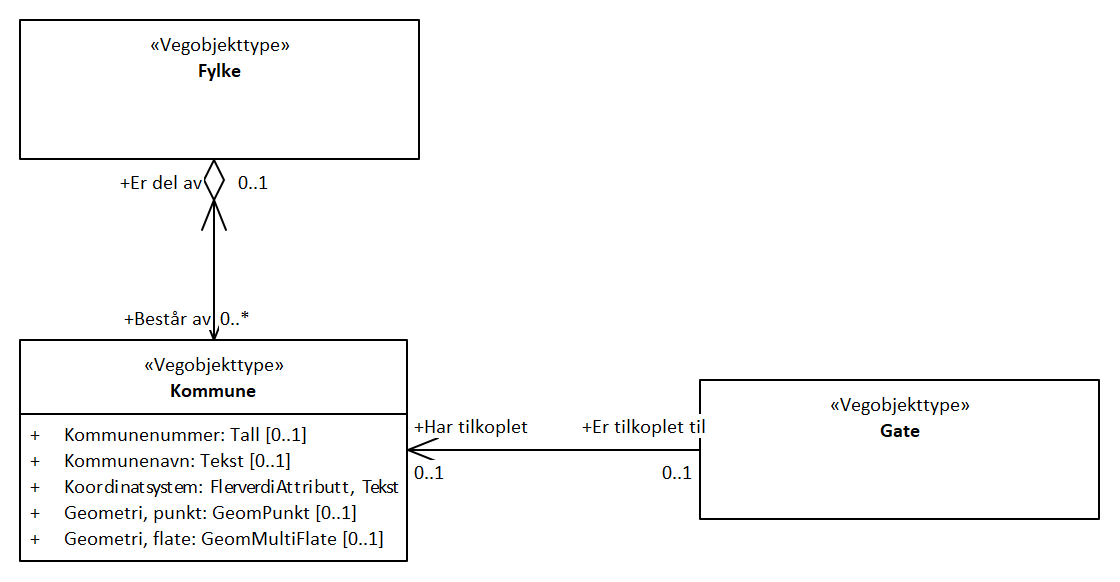 «Vegobjekttype»
Fylke
+Er del av 0..1
+Består av 0..*
«Vegobjekttype»
Kommune
+ Kommunenummer: Tall [0..1]
+ Kommunenavn: Tekst [0..1]
+ Koordinatsystem: FlerverdiAttributt, Tekst
+ Geometri, punkt: GeomPunkt [0..1]
+ Geometri, flate: GeomMultiFlate [0..1]
+Har tilkoplet +Er tilkoplet til
0..1 0..1
«Vegobjekttype»
Gate